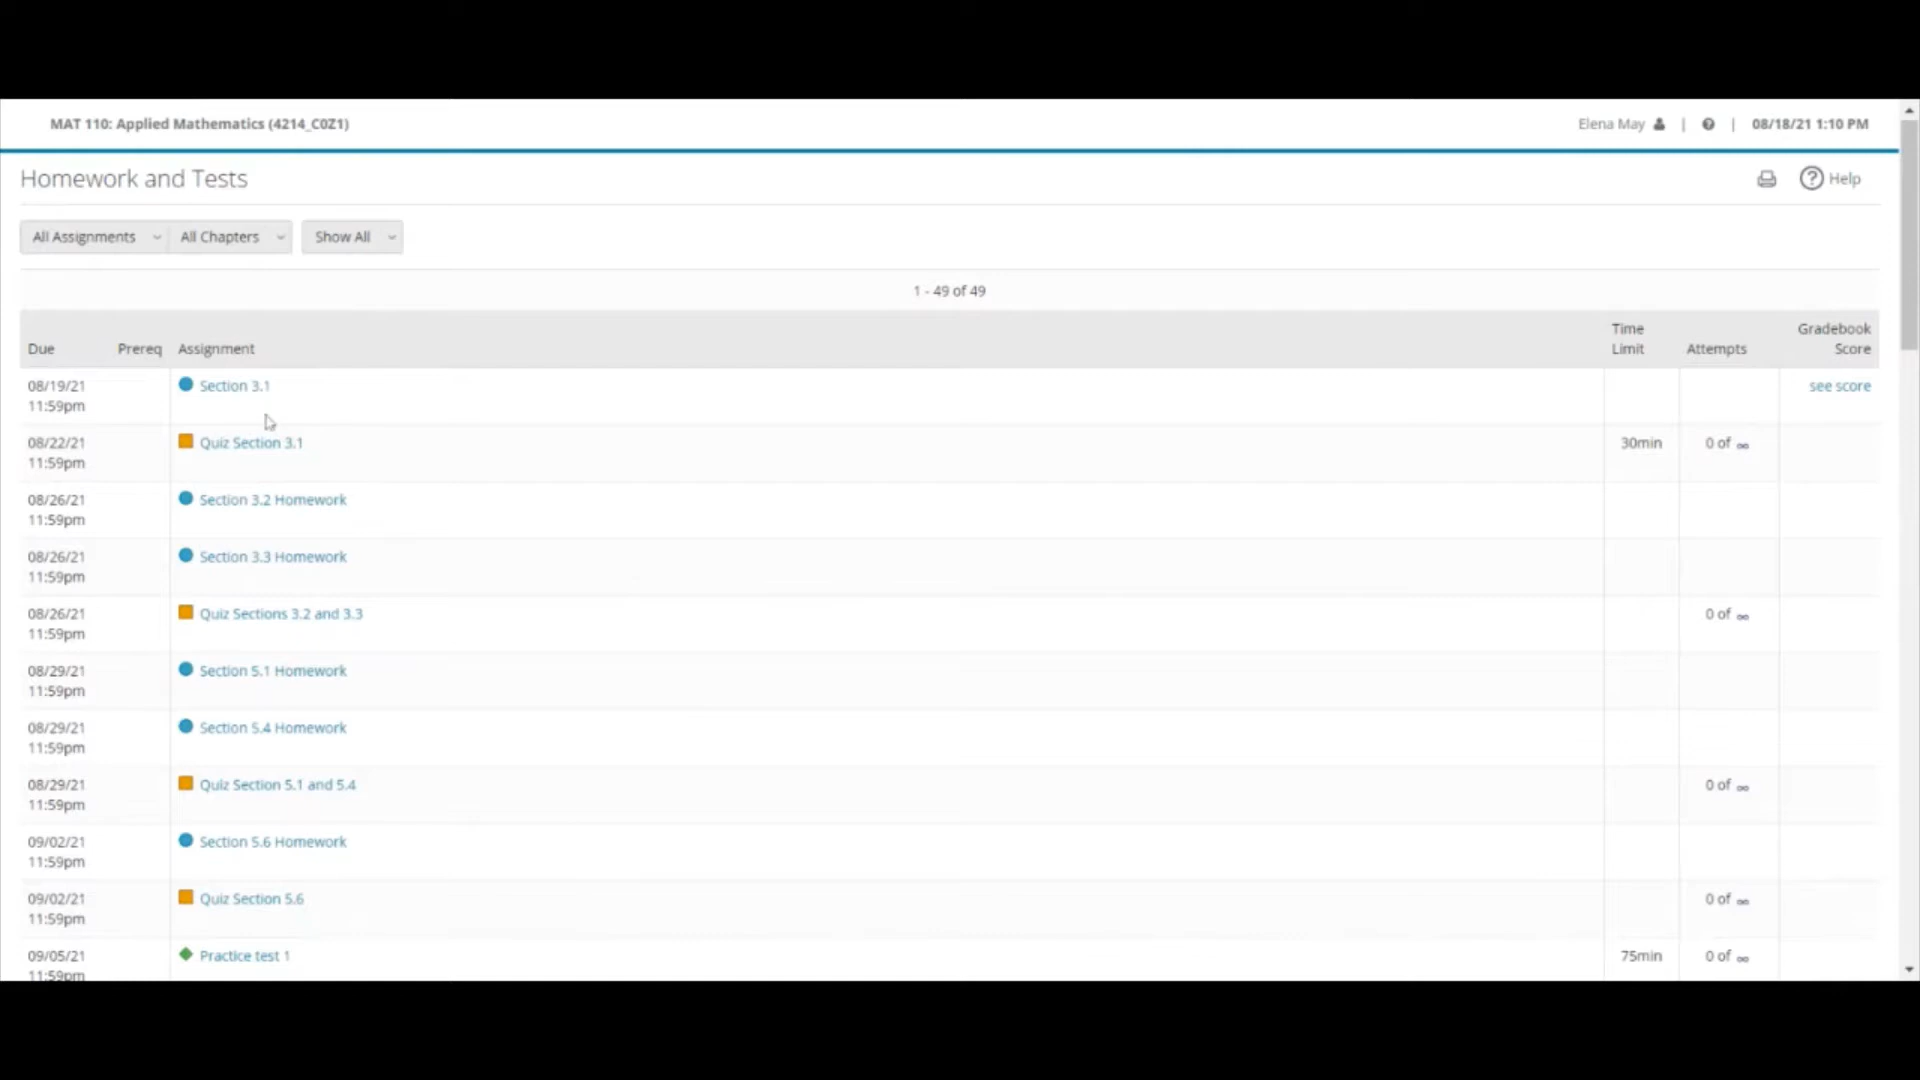 MAT 110: Applied Mathematics (4214_C0Z1)
Elena May | ? | 08/18/21 1:10 PM
Homework and Tests
? Help
All Assignments All Chapters Show All
1 - 49 of 49
Due Prereq Assignment Time Limit Attempts Gradebook Score
08/19/21 Section 3.1 see score
11:59pm
08/22/21 Quiz Section 3.1 30min 0 of ∞
11:59pm
08/26/21 Section 3.2 Homework
11:59pm
08/26/21 Section 3.3 Homework
11:59pm
08/26/21 Quiz Sections 3.2 and 3.3 0 of ∞
11:59pm
08/29/21 Section 5.1 Homework
11:59pm
08/29/21 Section 5.4 Homework
11:59pm
08/29/21 Quiz Section 5.1 and 5.4 0 of ∞
11:59pm
09/02/21 Section 5.6 Homework
11:59pm
09/02/21 Quiz Section 5.6 0 of ∞
11:59pm
09/05/21 Practice test 1 75min 0 of ∞
11:59pm